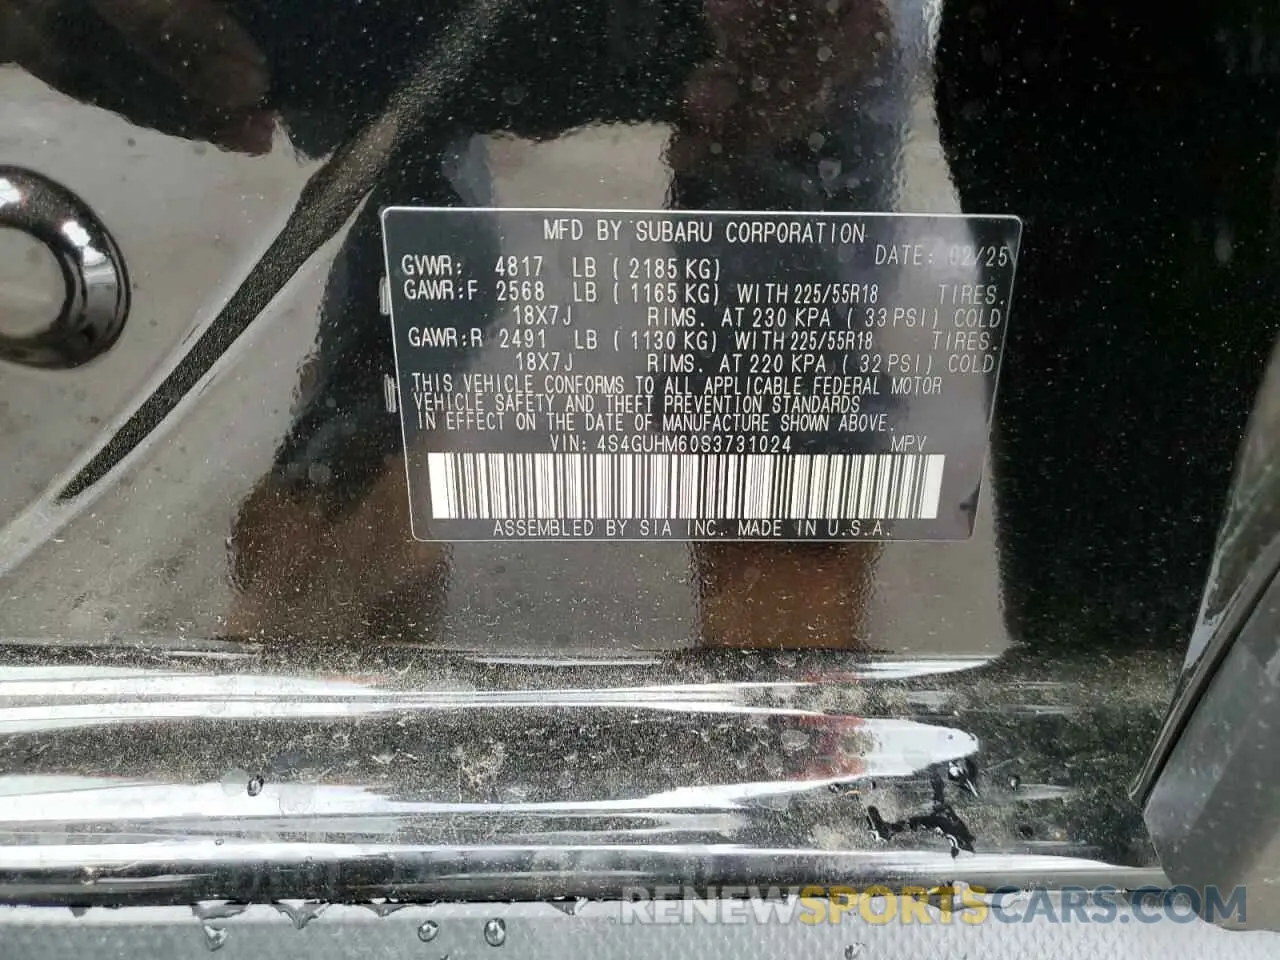 MFD BY SUBARU CORPORATION
DATE: 02/25
GVWR: 4817 LB (2185 KG)
GAWR:F 2568 LB (1165 KG) WITH 225/55R18 TIRES.
18X7J RIMS. AT 230 KPA (33 PSI) COLD
GAWR:R 2491 LB (1130 KG) WITH 225/55R18 TIRES.
18X7J RIMS. AT 220 KPA (32 PSI) COLD
THIS VEHICLE CONFORMS TO ALL APPLICABLE FEDERAL MOTOR
VEHICLE SAFETY AND THEFT PREVENTION STANDARDS
IN EFFECT ON THE DATE OF MANUFACTURE SHOWN ABOVE.
VIN: 4S4GUHM60S3731024 MPV
ASSEMBLED BY SIA INC. MADE IN U.S.A.
RENEWSPORTSCARS.COM